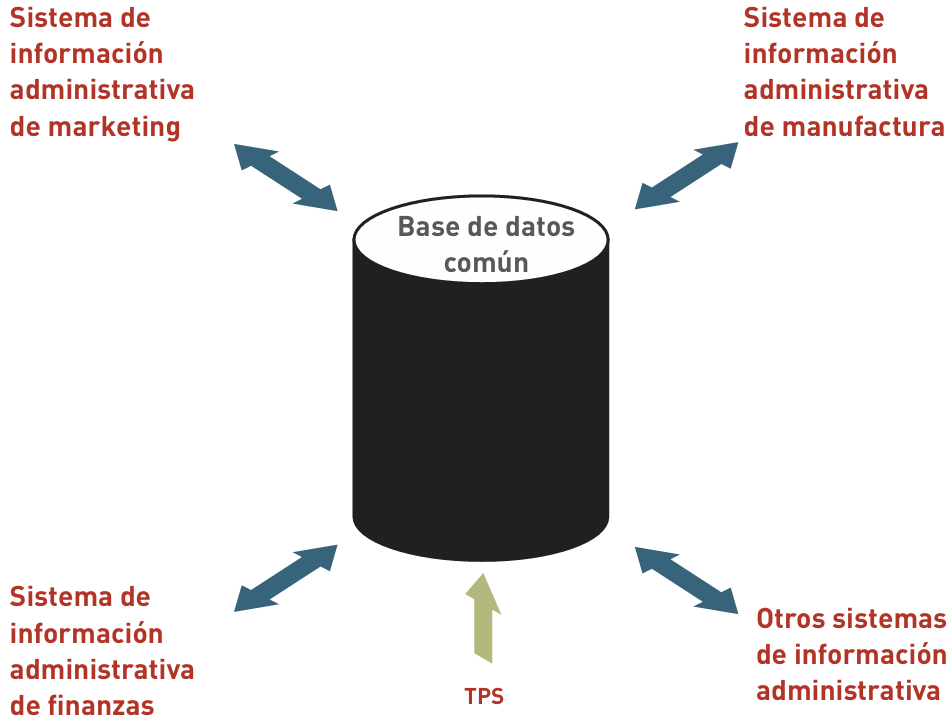 Sistema de
información
administrativa
de marketing
Sistema de
información
administrativa
de manufactura
Base de datos
común
Sistema de
información
administrativa
de finanzas
TPS
Otros sistemas
de información
administrativa